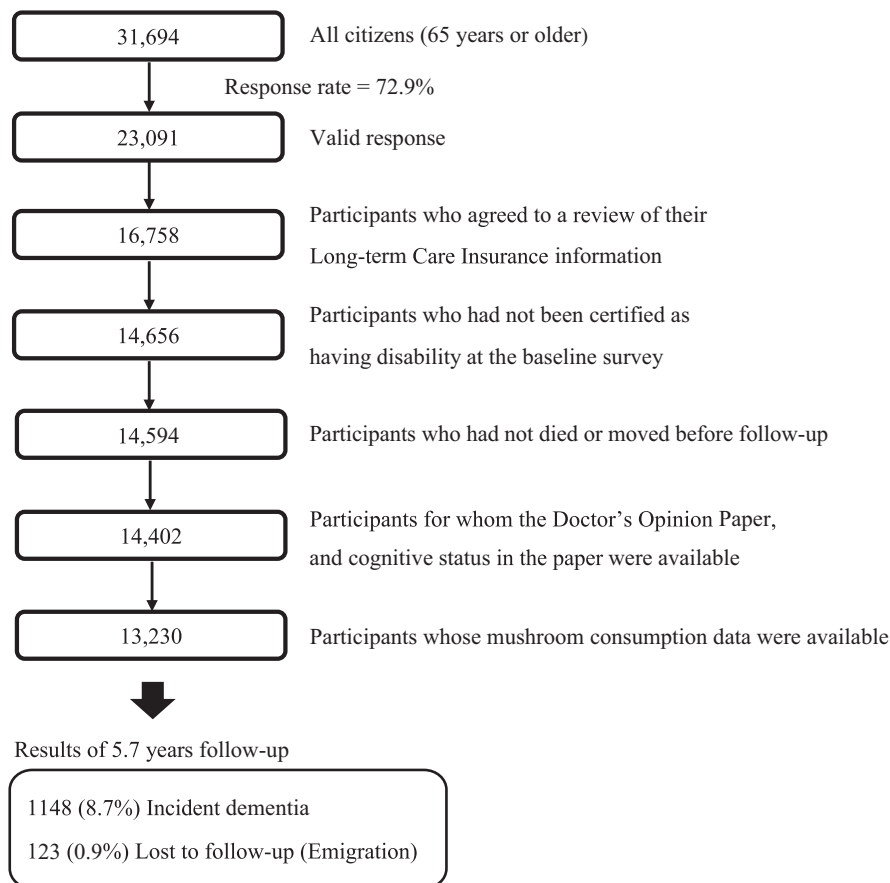 31,694
All citizens (65 years or older)
Response rate = 72.9%
23,091
Valid response
16,758
Participants who agreed to a review of their
Long-term Care Insurance information
14,656
Participants who had not been certified as
having disability at the baseline survey
14,594
Participants who had not died or moved before follow-up
14,402
Participants for whom the Doctor’s Opinion Paper,
and cognitive status in the paper were available
13,230
Participants whose mushroom consumption data were available
Results of 5.7 years follow-up
1148 (8.7%) Incident dementia
123 (0.9%) Lost to follow-up (Emigration)